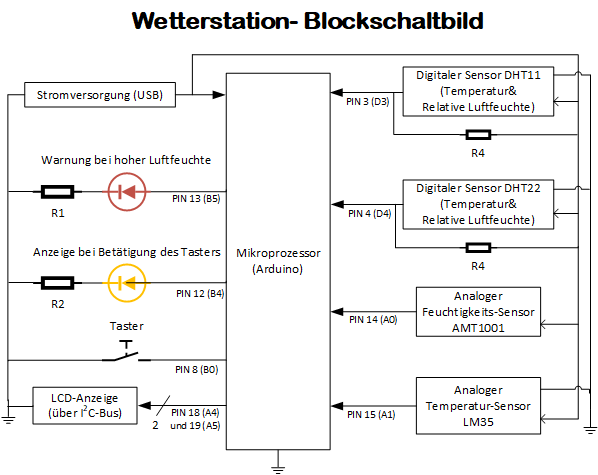 Wetterstation- Blockschaltbild
Stromversorgung (USB)
Warnung bei hoher Luftfeuchte
R1
PIN 13 (B5)
Anzeige bei Betätigung des Tasters
R2
PIN 12 (B4)
Taster
PIN 8 (B0)
LCD-Anzeige
(über I²C-Bus)
2
PIN 18 (A4)
und 19 (A5)
Mikroprozessor
(Arduino)
PIN 3 (D3)
Digitaler Sensor DHT11
(Temperatur&
Relative Luftfeuchte)
R4
PIN 4 (D4)
Digitaler Sensor DHT22
(Temperatur&
Relative Luftfeuchte)
R4
PIN 14 (A0)
Analoger
Feuchtigkeits-Sensor
AMT1001
PIN 15 (A1)
Analoger
Temperatur-Sensor
LM35